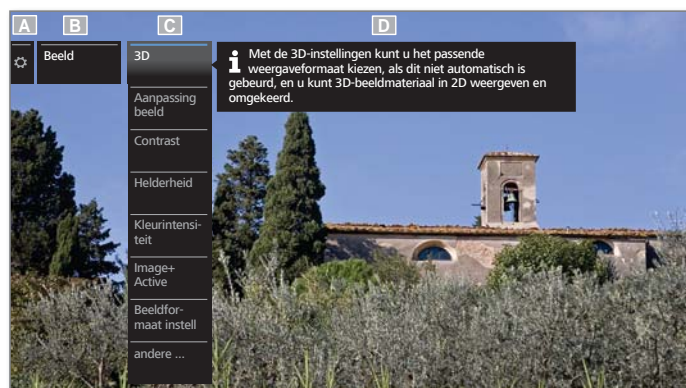 A B C D
Beeld
3D
Met de 3D-instellingen kunt u het passende
weergaveformaat kiezen, als dit niet automatisch is
gebeurd, en u kunt 3D-beeldmateriaal in 2D weergeven en
omgekeerd.
Aanpassing
beeld
Contrast
Helderheid
Kleurintensi-
teit
Image+
Active
Beeldfor-
maat instell
andere ...